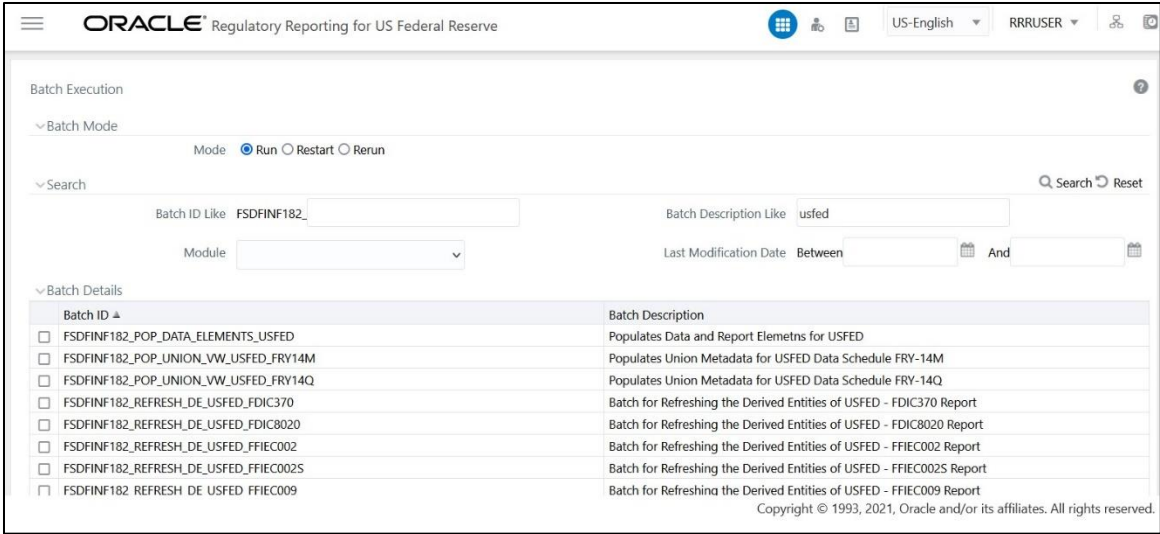 ORACLE® Regulatory Reporting for US Federal Reserve US-English RRRUSER
Batch Execution
Batch Mode
Mode Run Restart Rerun
Search Search Reset
Batch ID Like FSDFINF182_ Batch Description Like usfed
Module Last Modification Date Between And
Batch Details
Batch ID Batch Description
FSDFINF182_POP_DATA_ELEMENTS_USFED Populates Data and Report Elemetns for USFED
FSDFINF182_POP_UNION_VW_USFED_FRY14M Populates Union Metadata for USFED Data Schedule FRY-14M
FSDFINF182_POP_UNION_VW_USFED_FRY14Q Populates Union Metadata for USFED Data Schedule FRY-14Q
FSDFINF182_REFRESH_DE_USFED_FDIC370 Batch for Refreshing the Derived Entities of USFED - FDIC370 Report
FSDFINF182_REFRESH_DE_USFED_FDIC8020 Batch for Refreshing the Derived Entities of USFED - FDIC8020 Report
FSDFINF182_REFRESH_DE_USFED_FFIEC002 Batch for Refreshing the Derived Entities of USFED - FFIEC002 Report
FSDFINF182_REFRESH_DE_USFED_FFIEC002S Batch for Refreshing the Derived Entities of USFED - FFIEC002S Report
FSDFINF182_REFRESH_DE_USFED_FFIEC009 Batch for Refreshing the Derived Entities of USFED - FFIEC009 Report
Copyright © 1993, 2021, Oracle and/or its affiliates. All rights reserved.